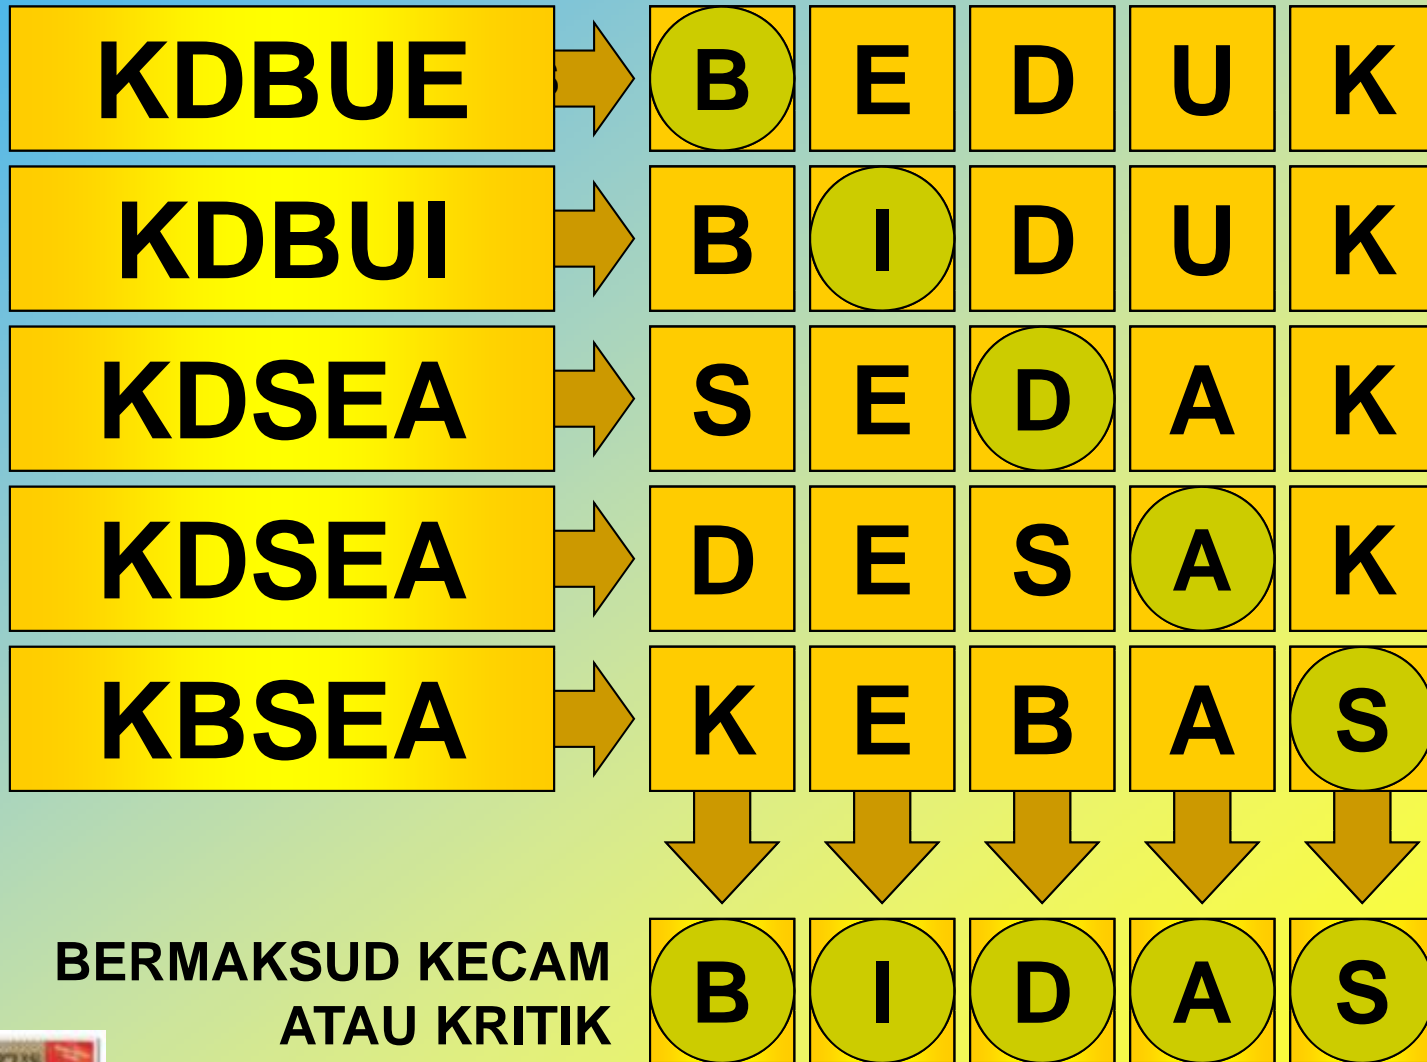 KDBUE B E D U K
KDBUI B I D U K
KDSEA S E D A K
KDSEA D E S A K
KBSEA K E B A S
BERMAKSUD KECAM
ATAU KRITIK
B I D A S